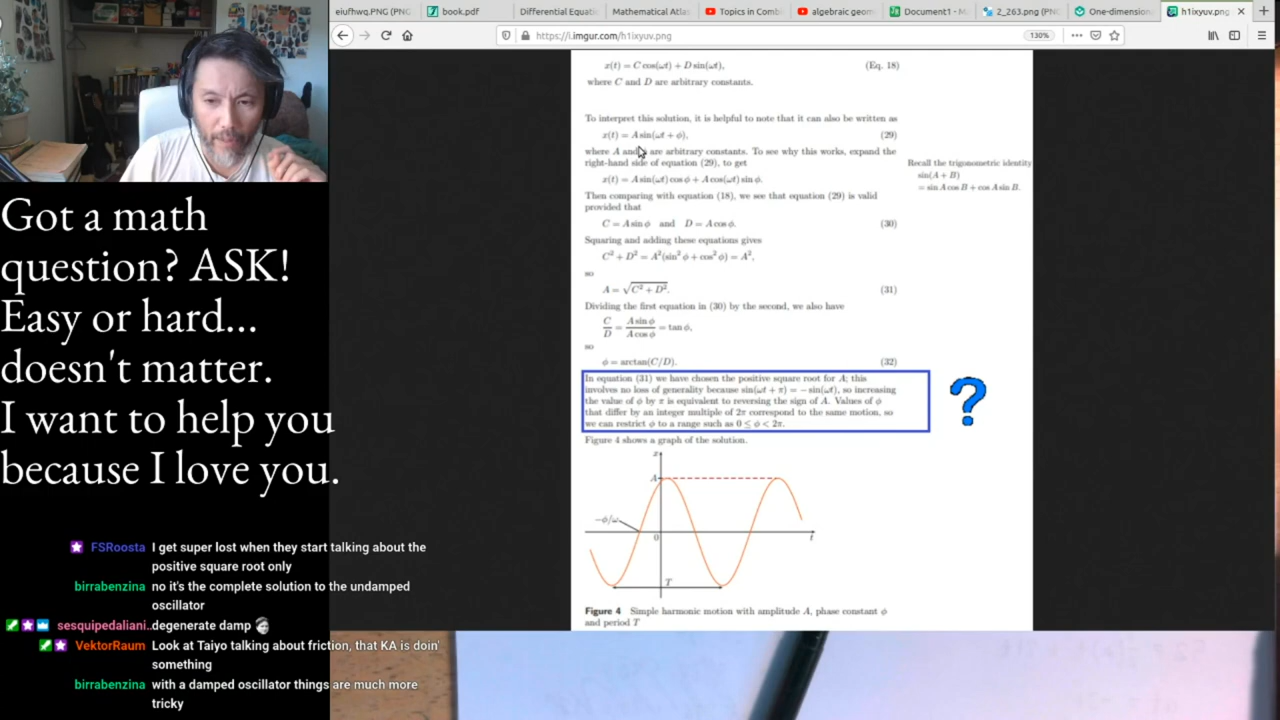 eiufhwq.PNG (PNG
book.pdf
Differential Equatic
Mathematical Atlas
Topics in Comb
algebraic geom
Document1 - M
2_263.png (PNG
One-dimension
h1ixyuv.png
https://i.imgur.com/h1ixyuv.png
130%
x(t) = C cos(ωt) + D sin(ωt), (Eq. 18)
where C and D are arbitrary constants.
To interpret this solution, it is helpful to note that it can also be written as
x(t) = A sin(ωt + ϕ), (29)
where A and ϕ are arbitrary constants. To see why this works, expand the
right-hand side of equation (29), to get
Recall the trigonometric identity
sin(A + B)
= sin A cos B + cos A sin B.
x(t) = A sin(ωt) cos ϕ + A cos(ωt) sin ϕ.
Then comparing with equation (18), we see that equation (29) is valid
provided that
C = A sin ϕ and D = A cos ϕ. (30)
Squaring and adding these equations gives
C² + D² = A²(sin² ϕ + cos² ϕ) = A²,
so
A = √(C² + D²). (31)
Dividing the first equation in (30) by the second, we also have
C/D = A sin ϕ/A cos ϕ = tan ϕ,
so
ϕ = arctan(C/D). (32)
In equation (31) we have chosen the positive square root for A; this
involves no loss of generality because sin(ωt + π) = − sin(ωt), so increasing
the value of ϕ by π is equivalent to reversing the sign of A. Values of ϕ
that differ by an integer multiple of 2π correspond to the same motion, so
we can restrict ϕ to a range such as 0 ≤ ϕ < 2π.
?
Figure 4 shows a graph of the solution.
x
A
−ϕ/ω
0
t
T
Figure 4 Simple harmonic motion with amplitude A, phase constant ϕ
and period T
Got a math
question? ASK!
Easy or hard...
doesn't matter.
I want to help you
because I love you.
FSRoosta I get super lost when they start talking about the
positive square root only
birrabenzina no it's the complete solution to the undamped
oscillator
sesquipedaliani... degenerate damp
VektorRaum Look at Taiyo talking about friction, that KA is doin'
something
birrabenzina with a damped oscillator things are much more
tricky